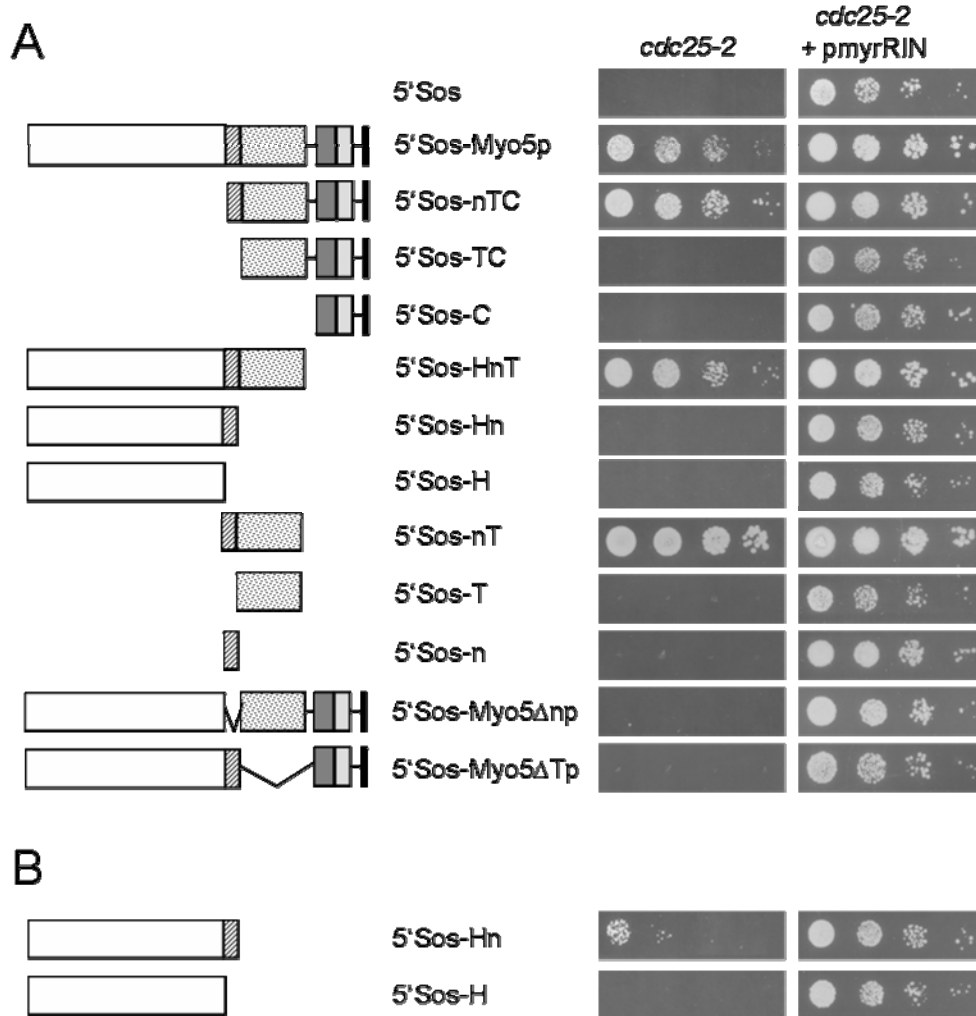 A
cdc25-2
cdc25-2
+ pmyrRIN
5'Sos
5'Sos-Myo5p
5'Sos-nTC
5'Sos-TC
5'Sos-C
5'Sos-HnT
5'Sos-Hn
5'Sos-H
5'Sos-nT
5'Sos-T
5'Sos-n
5'Sos-Myo5Δnp
5'Sos-Myo5ΔTp
B
5'Sos-Hn
5'Sos-H